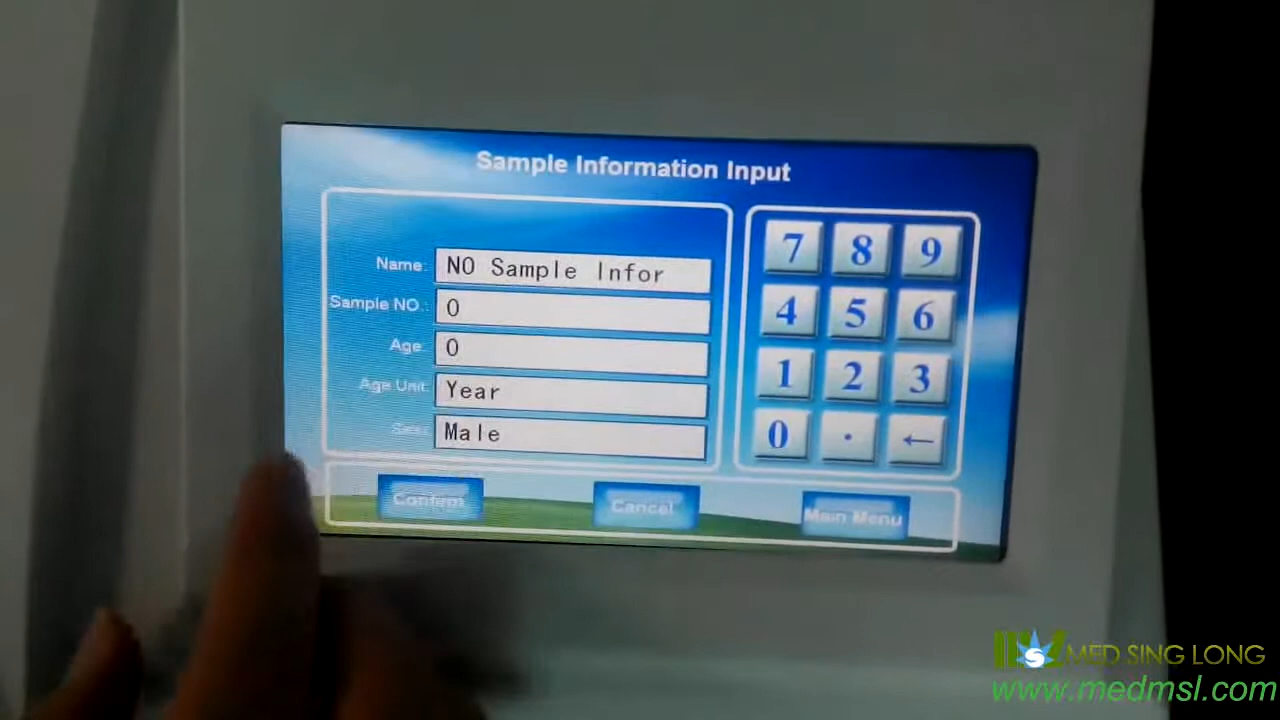 Sample Information Input
Name: NO Sample Infor
Sample NO.: 0
Age: 0
Age Unit: Year
Male
7 8 9
4 5 6
1 2 3
0 . ←
Confirm Cancel Main Menu
MED SING LONG
www.medmsl.com